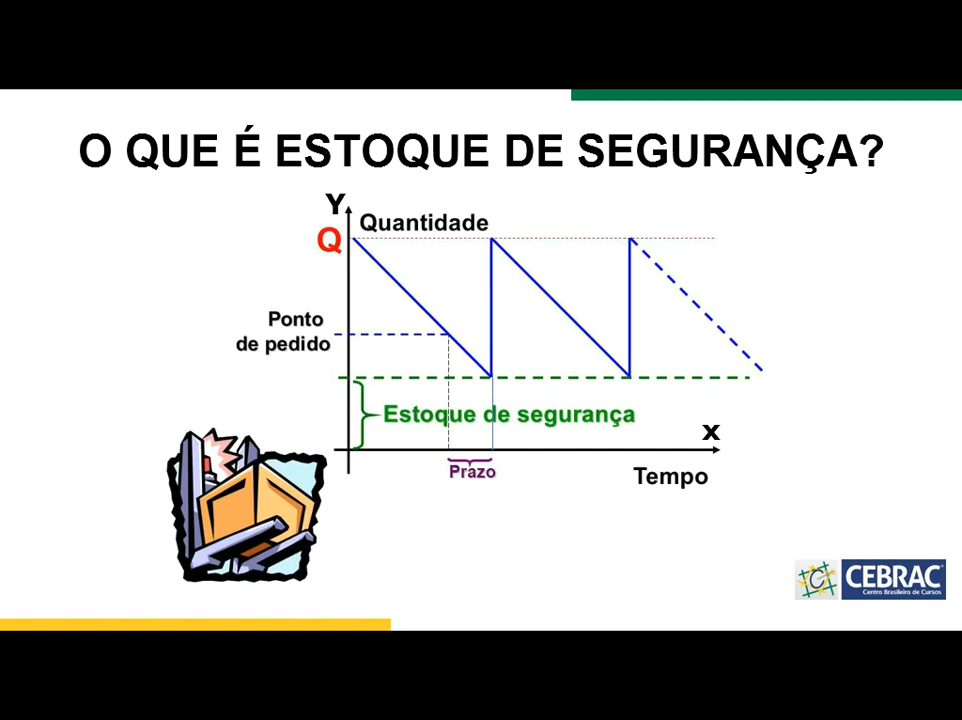 O QUE É ESTOQUE DE SEGURANÇA?
Y
Quantidade
Q
Ponto
de pedido
Estoque de segurança
x
Prazo
Tempo
CEBRAC
Centro Brasileiro de Cursos